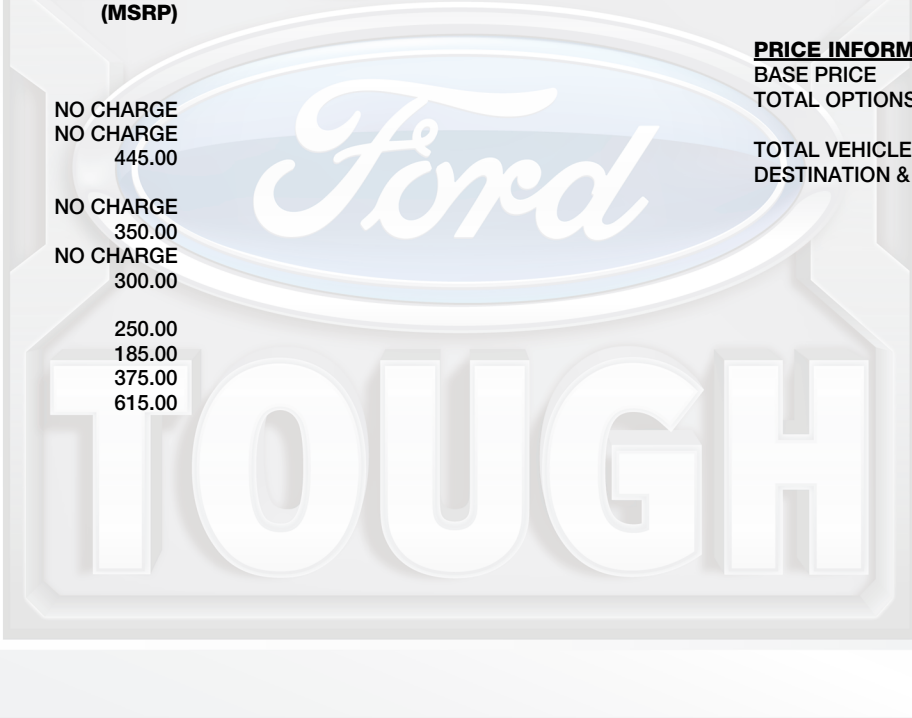 (MSRP)
NO CHARGE
NO CHARGE
445.00
NO CHARGE
350.00
NO CHARGE
300.00
250.00
185.00
375.00
615.00
PRICE INFORM
BASE PRICE
TOTAL OPTIONS
TOTAL VEHICLE
DESTINATION &
Ford
TOUGH